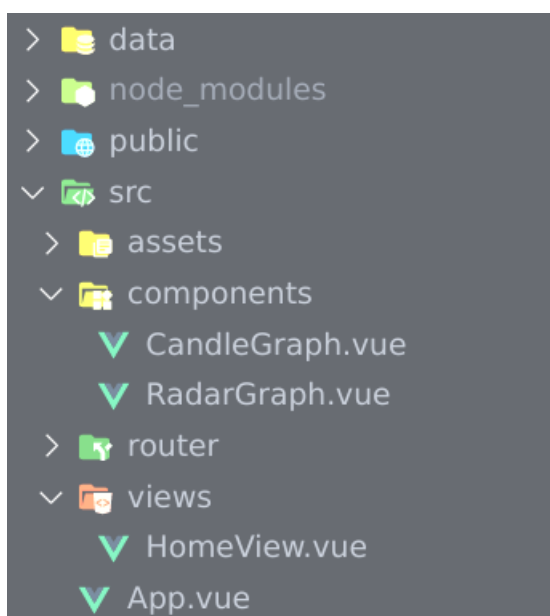 data
node_modules
public
src
assets
components
CandleGraph.vue
RadarGraph.vue
router
views
HomeView.vue
App.vue